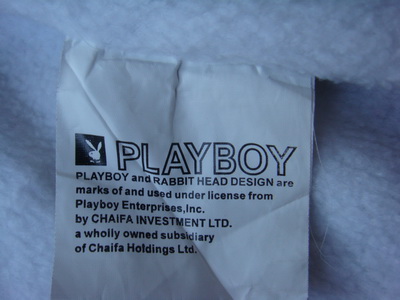 PLAYBOY
PLAYBOY and RABBIT HEAD DESIGN are
marks of and used under license from
Playboy Enterprises,Inc.
by CHAIFA INVESTMENT LTD.
a wholly owned subsidiary
of Chaifa Holdings Ltd.